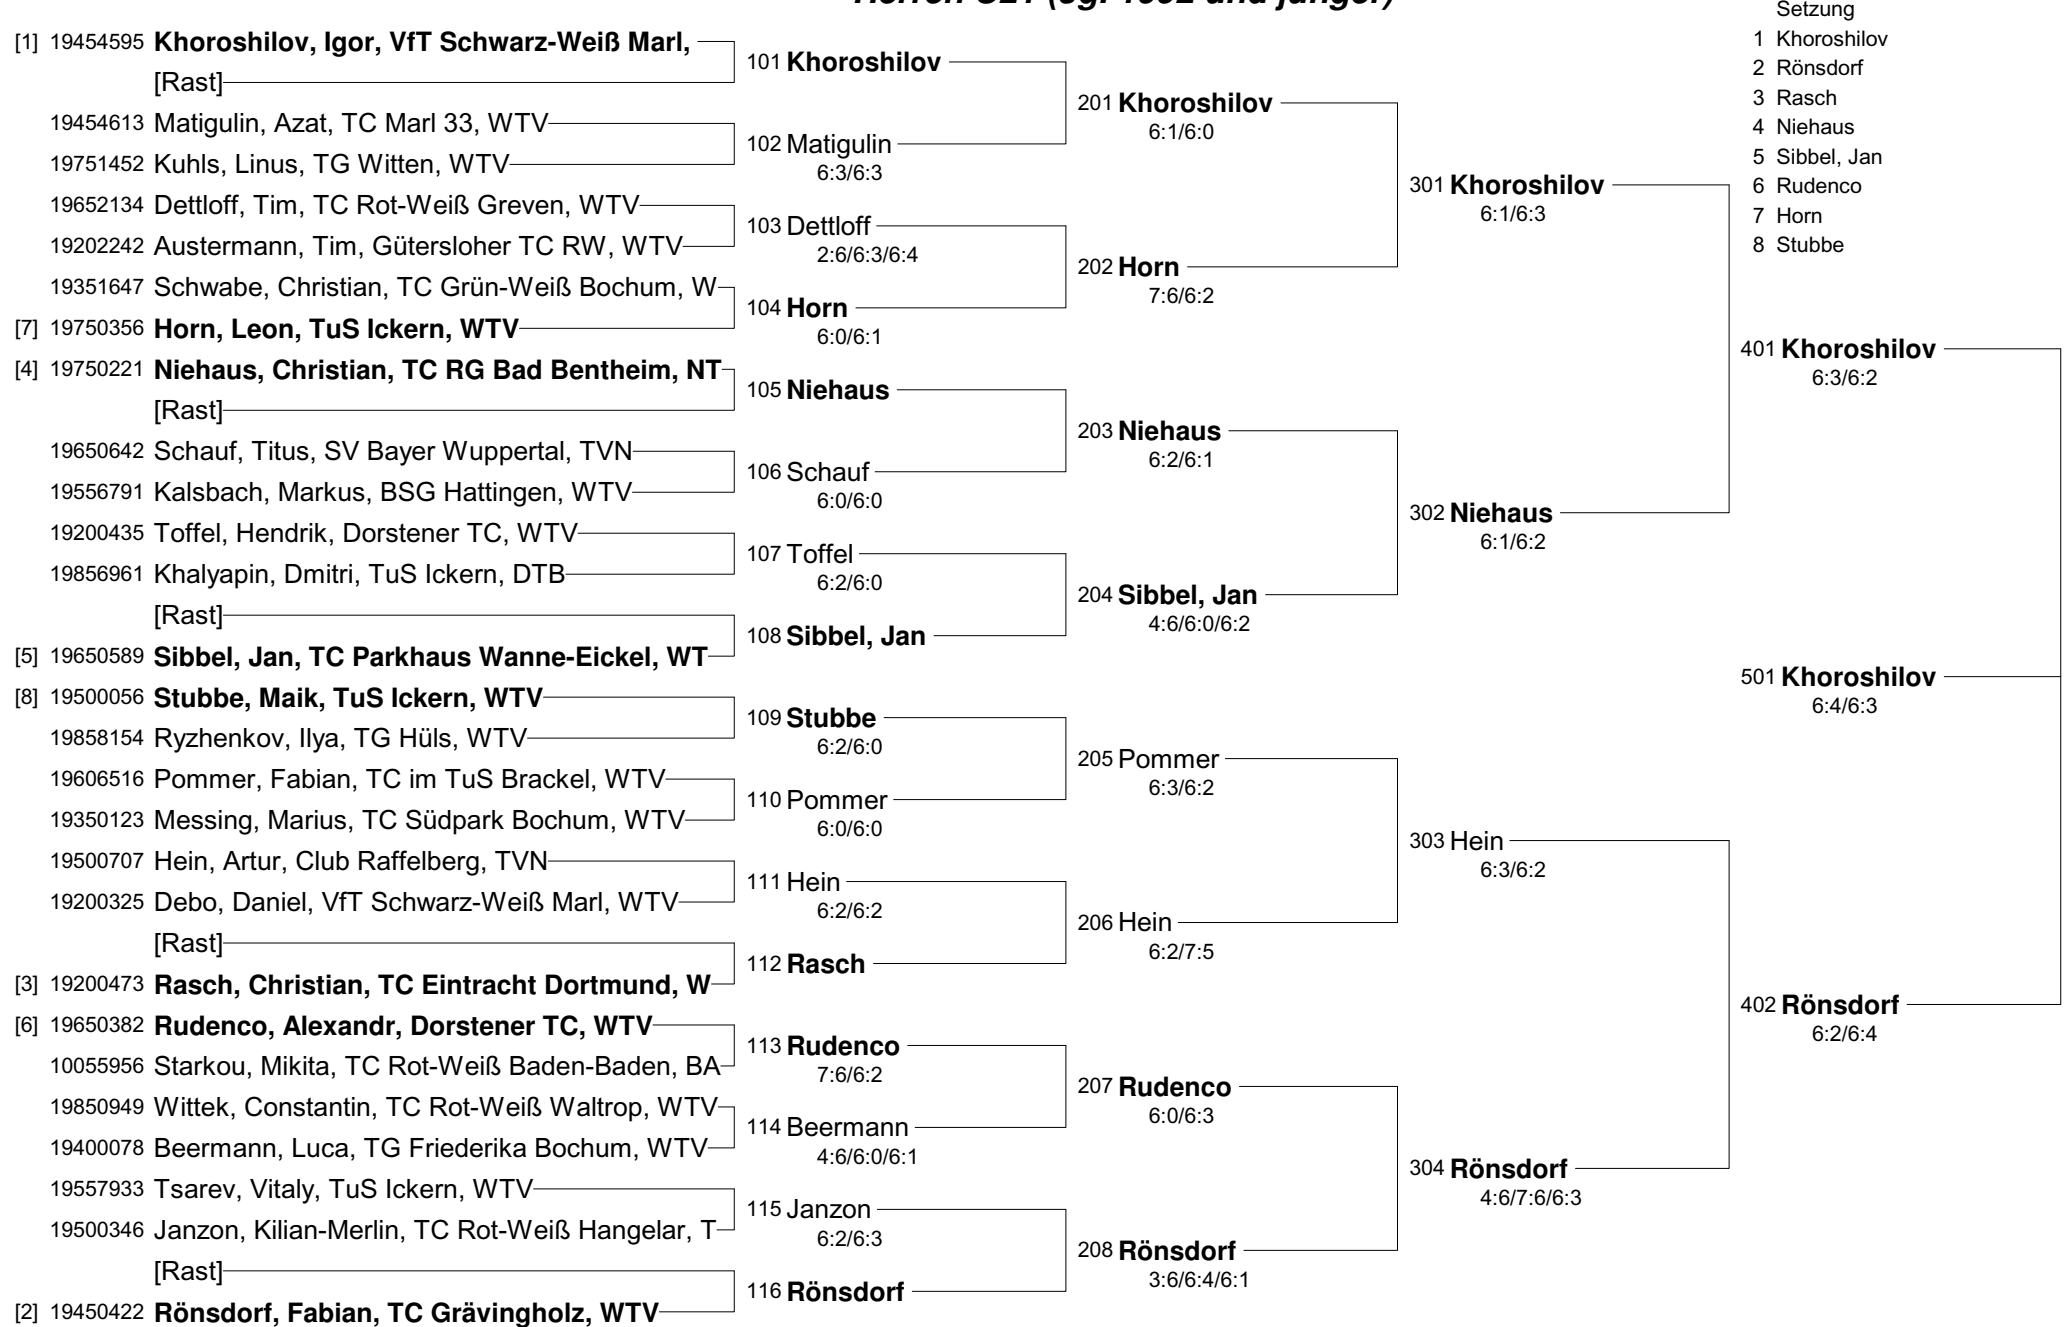 [1] 19454595 Khoroshilov, Igor, VfT Schwarz-Weiß Marl,
[Rast]
19454613 Matigulin, Azat, TC Marl 33, WTV
19751452 Kuhls, Linus, TG Witten, WTV
19652134 Dettloff, Tim, TC Rot-Weiß Greven, WTV
19202242 Austermann, Tim, Gütersloher TC RW, WTV
19351647 Schwabe, Christian, TC Grün-Weiß Bochum, W
[7] 19750356 Horn, Leon, TuS Ickern, WTV
[4] 19750221 Niehaus, Christian, TC RG Bad Bentheim, NT
[Rast]
19650642 Schauf, Titus, SV Bayer Wuppertal, TVN
19556791 Kalsbach, Markus, BSG Hattingen, WTV
19200435 Toffel, Hendrik, Dorstener TC, WTV
19856961 Khalyapin, Dmitri, TuS Ickern, DTB
[Rast]
[5] 19650589 Sibbel, Jan, TC Parkhaus Wanne-Eickel, WT
[8] 19500056 Stubbe, Maik, TuS Ickern, WTV
19858154 Ryzhenkov, Ilya, TG Hüls, WTV
19606516 Pommer, Fabian, TC im TuS Brackel, WTV
19350123 Messing, Marius, TC Südpark Bochum, WTV
19500707 Hein, Artur, Club Raffelberg, TVN
19200325 Debo, Daniel, VfT Schwarz-Weiß Marl, WTV
[Rast]
[3] 19200473 Rasch, Christian, TC Eintracht Dortmund, W
[6] 19650382 Rudenco, Alexandr, Dorstener TC, WTV
10055956 Starkou, Mikita, TC Rot-Weiß Baden-Baden, BA
19850949 Wittek, Constantin, TC Rot-Weiß Waltrop, WTV
19400078 Beermann, Luca, TG Friederika Bochum, WTV
19557933 Tsarev, Vitaly, TuS Ickern, WTV
19500346 Janzon, Kilian-Merlin, TC Rot-Weiß Hangelar, T
[Rast]
[2] 19450422 Rönsdorf, Fabian, TC Grävingholz, WTV
101 Khoroshilov
102 Matigulin
6:3/6:3
103 Dettloff
2:6/6:3/6:4
104 Horn
6:0/6:1
105 Niehaus
106 Schauf
6:0/6:0
107 Toffel
6:2/6:0
108 Sibbel, Jan
109 Stubbe
6:2/6:0
110 Pommer
6:0/6:0
111 Hein
6:2/6:2
112 Rasch
113 Rudenco
7:6/6:2
114 Beermann
4:6/6:0/6:1
115 Janzon
6:2/6:3
116 Rönsdorf
201 Khoroshilov
6:1/6:0
202 Horn
7:6/6:2
203 Niehaus
6:2/6:1
204 Sibbel, Jan
4:6/6:0/6:2
205 Pommer
6:3/6:2
206 Hein
6:2/7:5
207 Rudenco
6:0/6:3
208 Rönsdorf
3:6/6:4/6:1
301 Khoroshilov
6:1/6:3
302 Niehaus
6:1/6:2
303 Hein
6:3/6:2
304 Rönsdorf
4:6/7:6/6:3
401 Khoroshilov
6:3/6:2
501 Khoroshilov
6:4/6:3
402 Rönsdorf
6:2/6:4
Setzung
1 Khoroshilov
2 Rönsdorf
3 Rasch
4 Niehaus
5 Sibbel, Jan
6 Rudenco
7 Horn
8 Stubbe